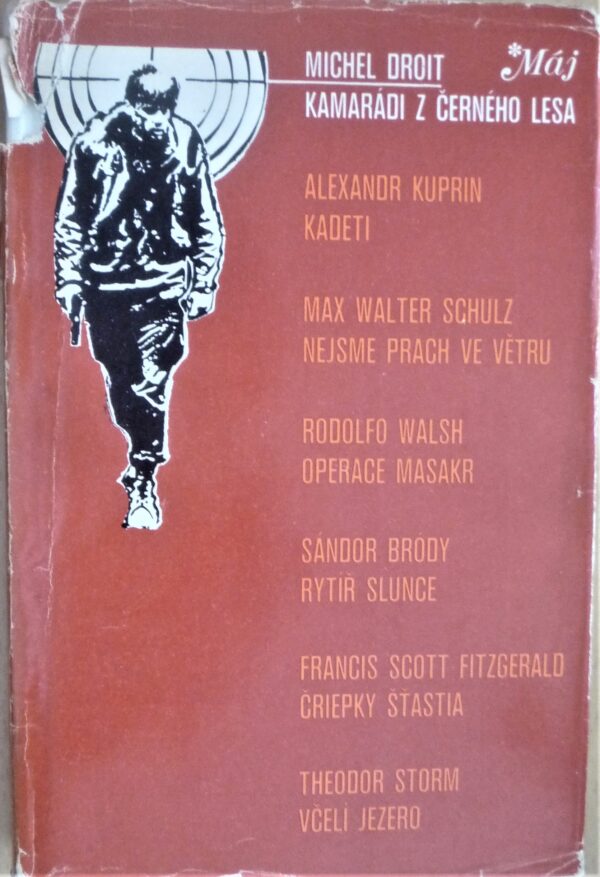 MICHEL DROIT
*Máj
KAMARÁDI Z ČERNÉHO LESA
ALEXANDR KUPRIN
KADETI
MAX WALTER SCHULZ
NEJSME PRACH VE VĚTRU
RODOLFO WALSH
OPERACE MASAKR
SÁNDOR BRÓDY
RYTÍŘ SLUNCE
FRANCIS SCOTT FITZGERALD
ČRIEPKY ŠŤASTIA
THEODOR STORM
VČELÍ JEZERO